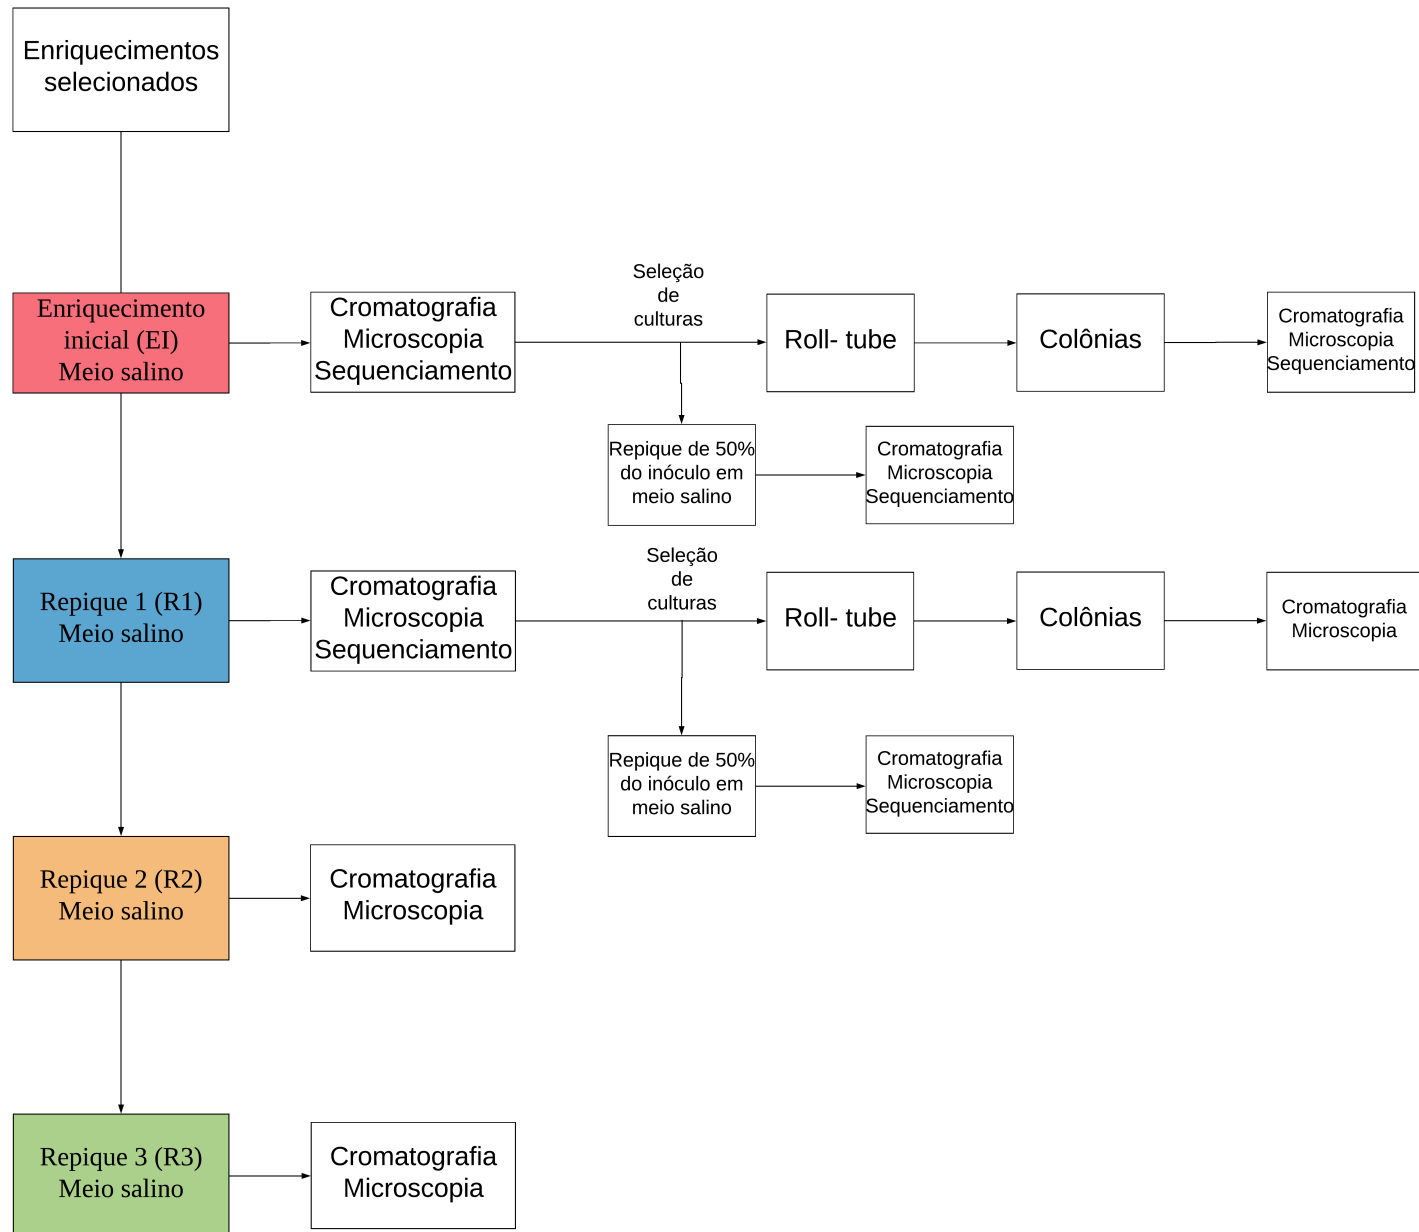 Enriquecimentos
selecionados
Enriquecimento
inicial (EI)
Meio salino
Cromatografia
Microscopia
Sequenciamento
Seleção
de
culturas
Roll- tube
Colônias
Cromatografia
Microscopia
Sequenciamento
Repique de 50%
do inóculo em
meio salino
Cromatografia
Microscopia
Sequenciamento
Repique 1 (R1)
Meio salino
Cromatografia
Microscopia
Sequenciamento
Seleção
de
culturas
Roll- tube
Colônias
Cromatografia
Microscopia
Repique de 50%
do inóculo em
meio salino
Cromatografia
Microscopia
Sequenciamento
Repique 2 (R2)
Meio salino
Cromatografia
Microscopia
Repique 3 (R3)
Meio salino
Cromatografia
Microscopia